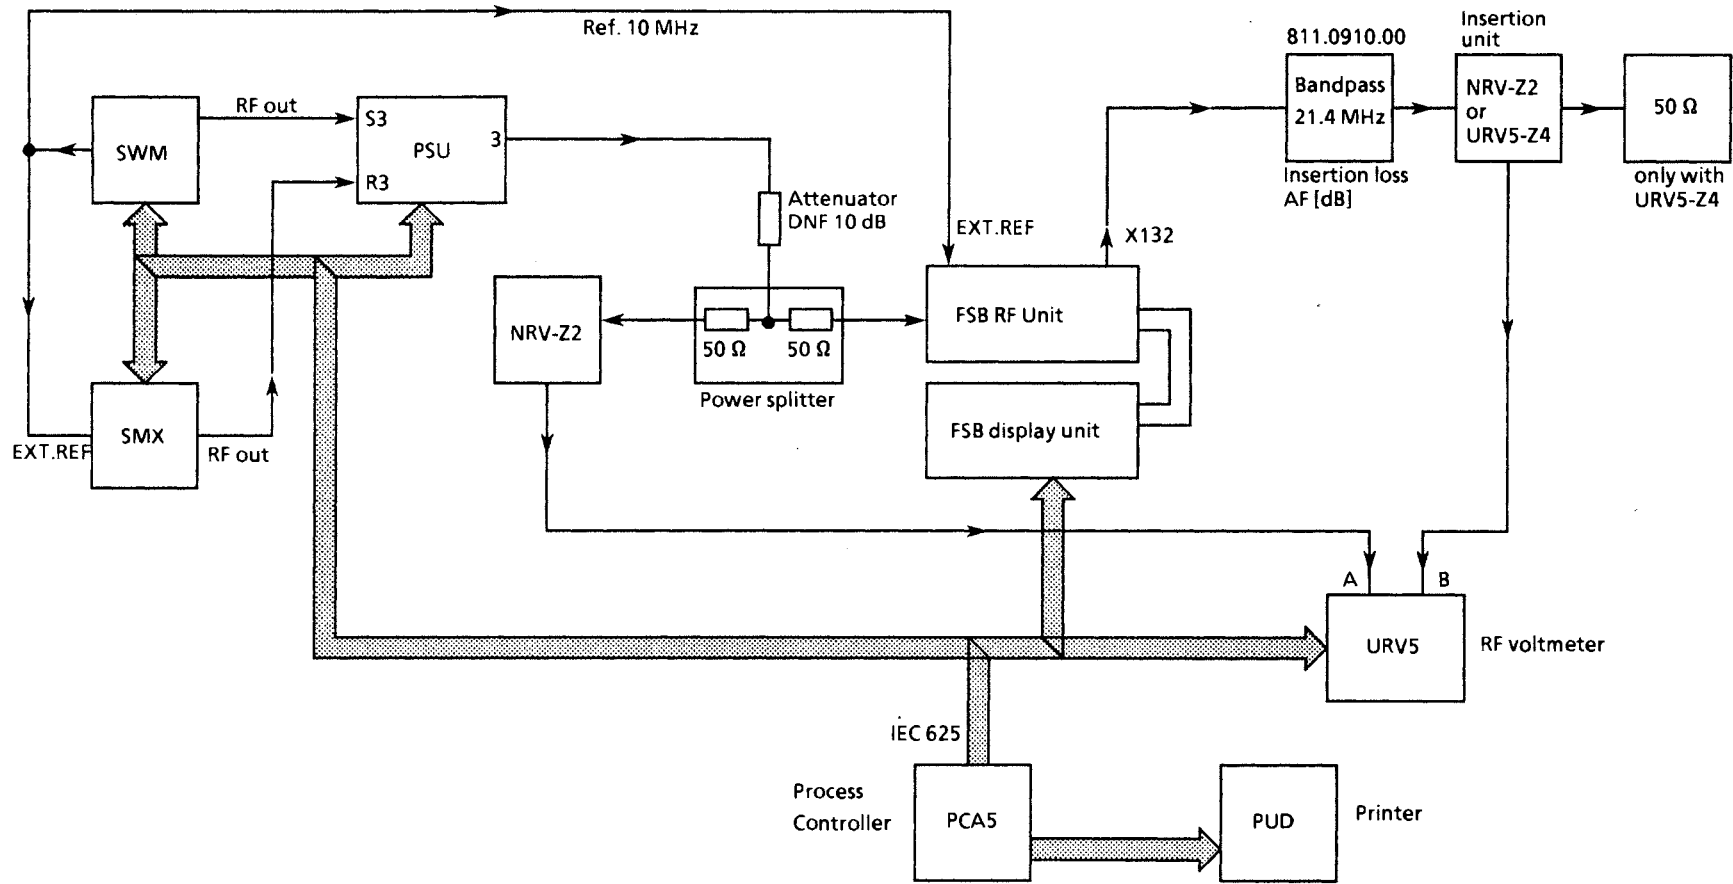 Ref. 10 MHz
811.0910.00
Insertion
unit
Bandpass
21.4 MHz
NRV-Z2
or
URV5-Z4
50 Ω
Insertion loss
AF [dB]
only with
URV5-Z4
RF out
SWM
S3
PSU
3
R3
Attenuator
DNF 10 dB
EXT.REF
X132
NRV-Z2
50 Ω
50 Ω
Power splitter
FSB RF Unit
FSB display unit
SMX
EXT.REF
RF out
A
B
URV5
RF voltmeter
IEC 625
Process
Controller
PCA5
PUD
Printer